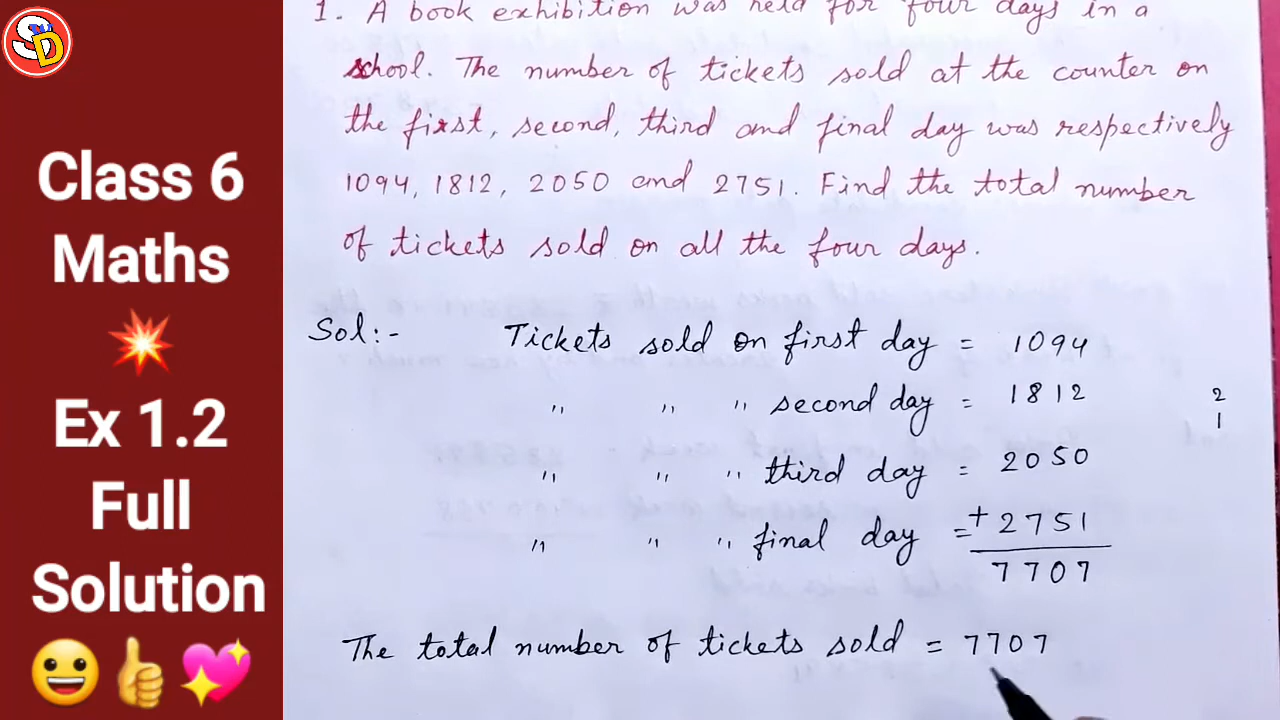 SD
Class 6
Maths
💥
Ex 1.2
Full
Solution
😀👍💖
1. A book exhibition was held for four days in a
school. The number of tickets sold at the counter on
the first, second, third and final day was respectively
1094, 1812, 2050 and 2751. Find the total number
of tickets sold on all the four days.
Sol:- Tickets sold on first day = 1094
" " " second day = 1812
2
1
" " " third day = 2050
" " " final day = + 2751
7707
The total number of tickets sold = 7707